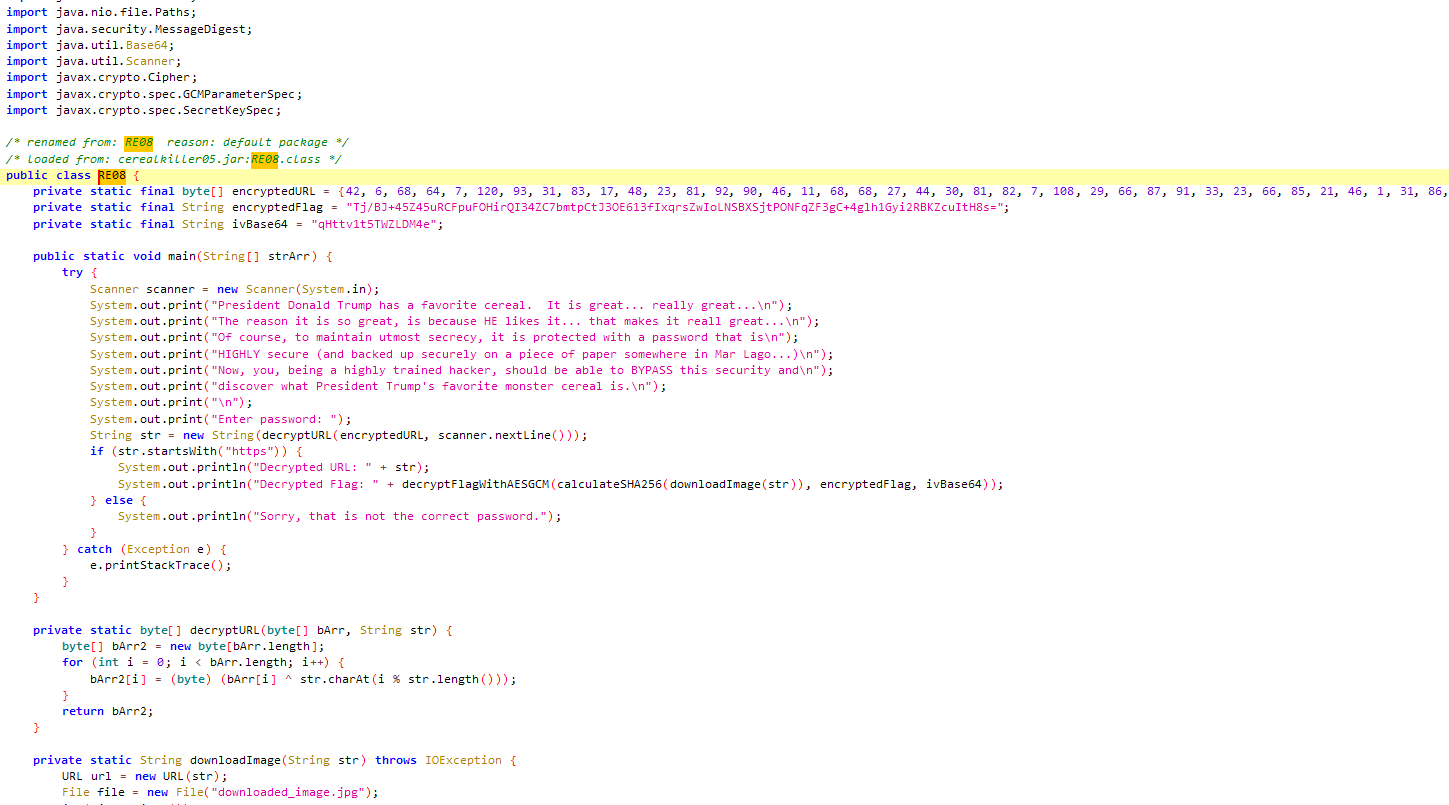 import java.nio.file.Paths;
import java.security.MessageDigest;
import java.util.Base64;
import java.util.Scanner;
import javax.crypto.Cipher;
import javax.crypto.spec.GCMParameterSpec;
import javax.crypto.spec.SecretKeySpec;
/* renamed from: RE08  reason: default package */
/* loaded from: cerealkiller05.jar:RE08.class */
public class RE08 {
    private static final byte[] encryptedURL = {42, 6, 68, 64, 7, 120, 93, 31, 83, 17, 48, 23, 81, 92, 90, 46, 11, 68, 68, 27, 44, 30, 81, 82, 7, 108, 29, 66, 87, 91, 33, 23, 66, 85, 21, 46, 1, 31, 86,
    private static final String encryptedFlag = "Tj/BJ+45Z45uRCFpuFOHirQI34ZC7bmtpCtJ3OE613fIxqrsZwIoLNSBXSjtPONFqZF3gC+4glh1Gyi2RBKZcuItH8s=";
    private static final String ivBase64 = "qHttv1t5TWZLDM4e";
    public static void main(String[] strArr) {
        try {
            Scanner scanner = new Scanner(System.in);
            System.out.print("President Donald Trump has a favorite cereal.  It is great... really great...\n");
            System.out.print("The reason it is so great, is because HE likes it... that makes it reall great...\n");
            System.out.print("Of course, to maintain utmost secrecy, it is protected with a password that is\n");
            System.out.print("HIGHLY secure (and backed up securely on a piece of paper somewhere in Mar Lago...)\n");
            System.out.print("Now, you, being a highly trained hacker, should be able to BYPASS this security and\n");
            System.out.print("discover what President Trump's favorite monster cereal is.\n");
            System.out.print("\n");
            System.out.print("Enter password: ");
            String str = new String(decryptURL(encryptedURL, scanner.nextLine()));
            if (str.startsWith("https")) {
                System.out.println("Decrypted URL: " + str);
                System.out.println("Decrypted Flag: " + decryptFlagWithAESGCM(calculateSHA256(downloadImage(str)), encryptedFlag, ivBase64));
            } else {
                System.out.println("Sorry, that is not the correct password.");
            }
        } catch (Exception e) {
            e.printStackTrace();
        }
    }
    private static byte[] decryptURL(byte[] bArr, String str) {
        byte[] bArr2 = new byte[bArr.length];
        for (int i = 0; i < bArr.length; i++) {
            bArr2[i] = (byte) (bArr[i] ^ str.charAt(i % str.length()));
        }
        return bArr2;
    }
    private static String downloadImage(String str) throws IOException {
        URL url = new URL(str);
        File file = new File("downloaded_image.jpg");